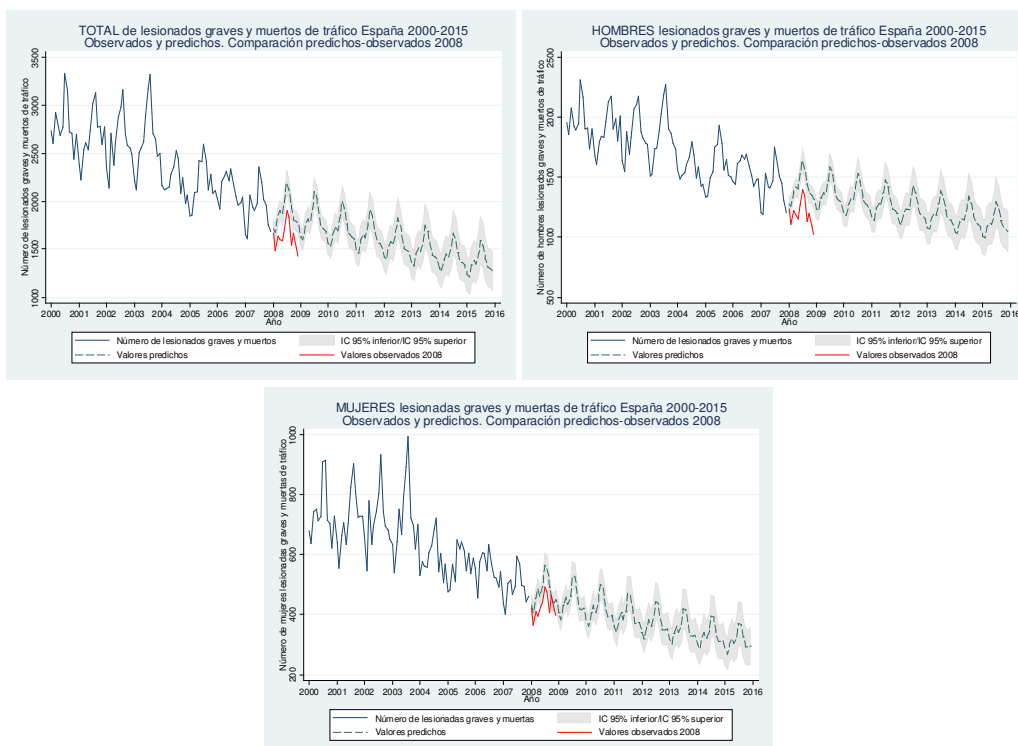 TOTAL de lesionados graves y muertos de tráfico España 2000-2015
Observados y predichos. Comparación predichos-observados 2008
Número de lesionados graves y muertos de tráfico
3500
3000
2500
2000
1500
1000
2000 2001 2002 2003 2004 2005 2006 2007 2008 2009 2010 2011 2012 2013 2014 2015 2016
Año
Número de lesionados graves y muertos
IC 95% inferior/IC 95% superior
Valores predichos
Valores observados 2008
HOMBRES lesionados graves y muertos de tráfico España 2000-2015
Observados y predichos. Comparación predichos-observados 2008
Número de hombres lesionados graves y muertos de tráfico
2500
2000
1500
1000
500
2000 2001 2002 2003 2004 2005 2006 2007 2008 2009 2010 2011 2012 2013 2014 2015 2016
Año
Número de lesionados graves y muertos
IC 95% inferior/IC 95% superior
Valores predichos
Valores observados 2008
MUJERES lesionadas graves y muertas de tráfico España 2000-2015
Observados y predichos. Comparación predichos-observados 2008
Número de mujeres lesionadas graves y muertas de tráfico
1000
800
600
400
200
2000 2001 2002 2003 2004 2005 2006 2007 2008 2009 2010 2011 2012 2013 2014 2015 2016
Año
Número de lesionadas graves y muertas
IC 95% inferior/IC 95% superior
Valores predichos
Valores observados 2008